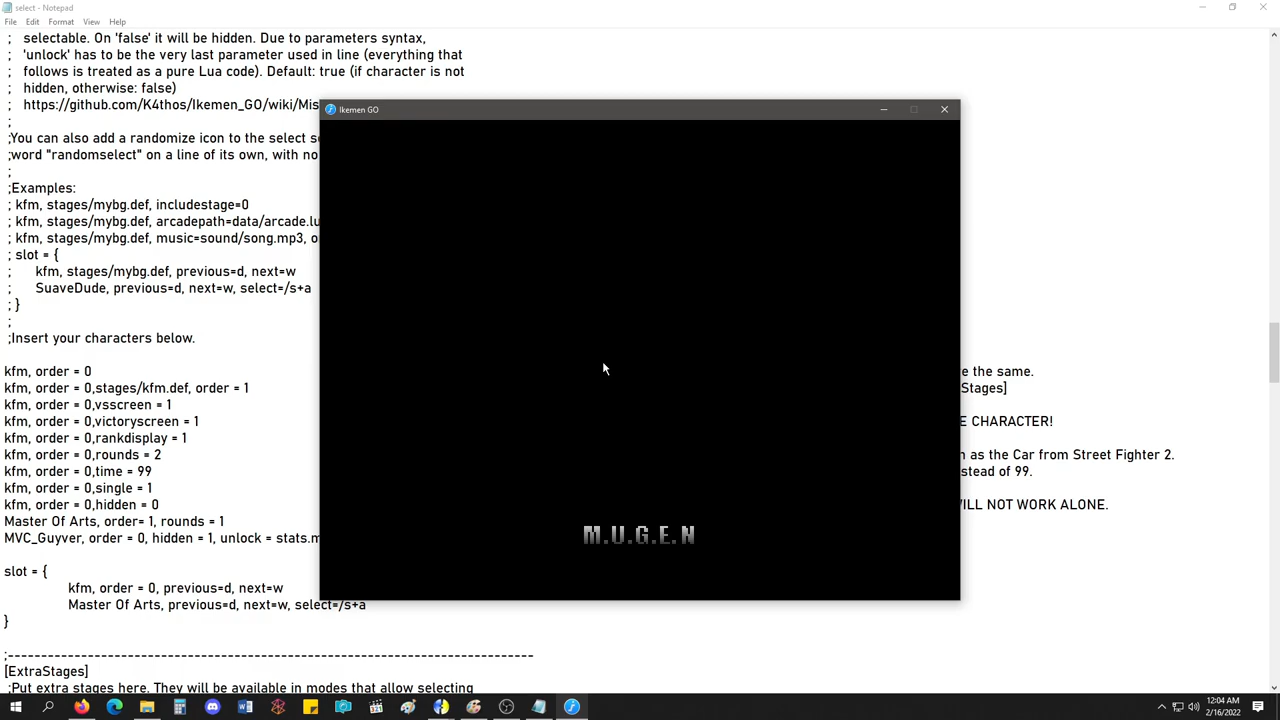 select - Notepad
File Edit Format View Help
; selectable. On 'false' it will be hidden. Due to parameters syntax,
; 'unlock' has to be the very last parameter used in line (everything that
; follows is treated as a pure Lua code). Default: true (if character is not
; hidden, otherwise: false)
; https://github.com/K4thos/Ikemen_GO/wiki/Mis
;
;You can also add a randomize icon to the select s
;word "randomselect" on a line of its own, with no
;
;Examples:
; kfm, stages/mybg.def, includestage=0
; kfm, stages/mybg.def, arcadepath=data/arcade.lu
; kfm, stages/mybg.def, music=sound/song.mp3, o
; slot = {
; kfm, stages/mybg.def, previous=d, next=w
; SuaveDude, previous=d, next=w, select=/s+a
; }
;
;Insert your characters below.
kfm, order = 0
e the same.
kfm, order = 0,stages/kfm.def, order = 1
Stages]
kfm, order = 0,vsscreen = 1
kfm, order = 0,victoryscreen = 1
E CHARACTER!
kfm, order = 0,rankdisplay = 1
kfm, order = 0,rounds = 2
n as the Car from Street Fighter 2.
kfm, order = 0,time = 99
stead of 99.
kfm, order = 0,single = 1
kfm, order = 0,hidden = 0
WILL NOT WORK ALONE.
Master Of Arts, order= 1, rounds = 1
MVC_Guyver, order = 0, hidden = 1, unlock = stats.m
slot = {
kfm, order = 0, previous=d, next=w
Master Of Arts, previous=d, next=w, select=/s+a
}
;-----------------------------------------------------------------------------
[ExtraStages]
;Put extra stages here. They will be available in modes that allow selecting
Ikemen GO
M.U.G.E.N
12:04 AM
2/16/2022